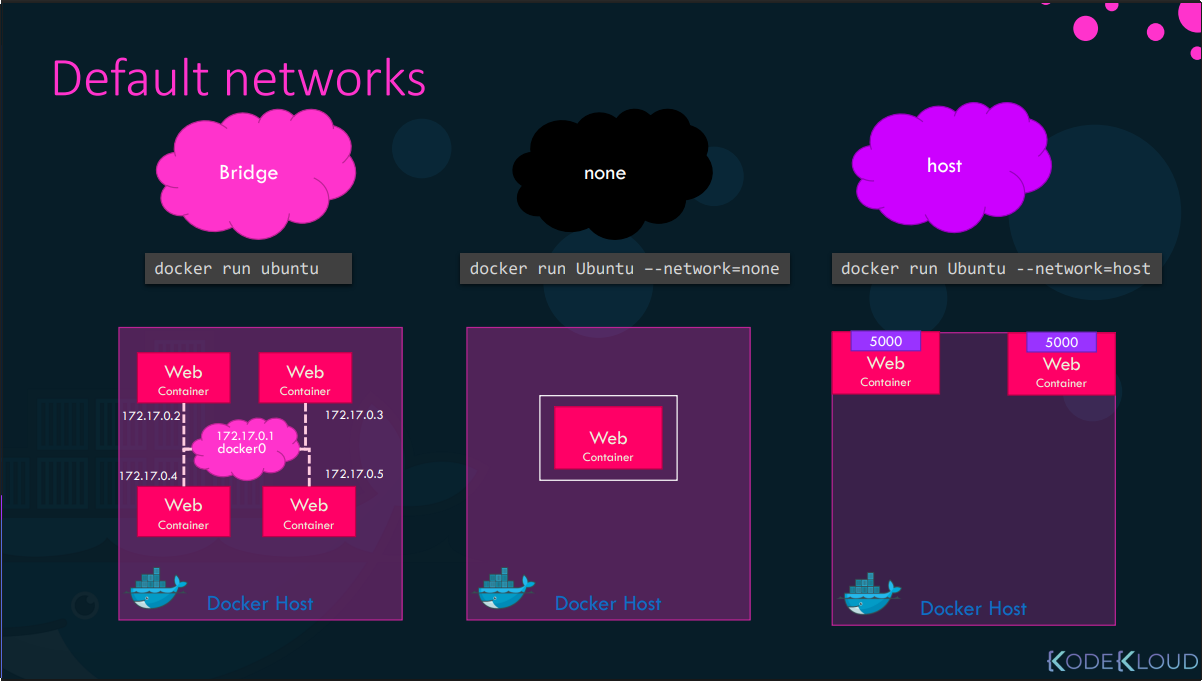 Default networks
Bridge
none
host
docker run ubuntu
docker run Ubuntu –-network=none
docker run Ubuntu --network=host
Web
Container
Web
Container
172.17.0.2
172.17.0.3
172.17.0.1
docker0
172.17.0.4
172.17.0.5
Web
Container
Web
Container
Docker Host
Web
Container
Docker Host
5000
Web
Container
5000
Web
Container
Docker Host
KODEKLOUD